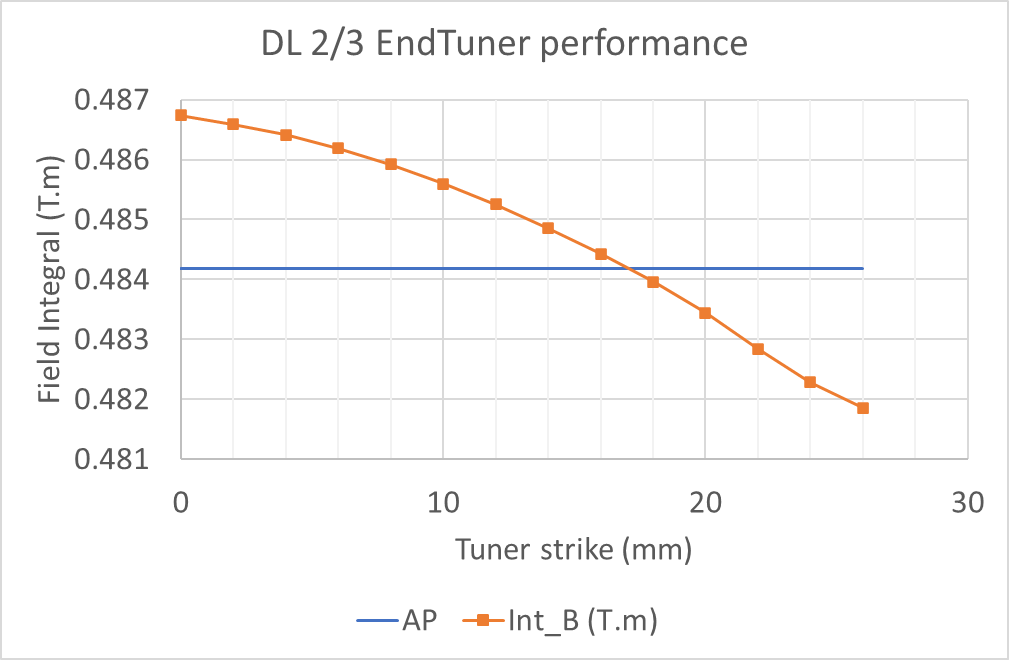 DL 2/3 EndTuner performance
0.487
0.486
0.485
0.484
0.483
0.482
0.481
Field Integral (T.m)
0 10 20 30
Tuner strike (mm)
AP Int_B (T.m)